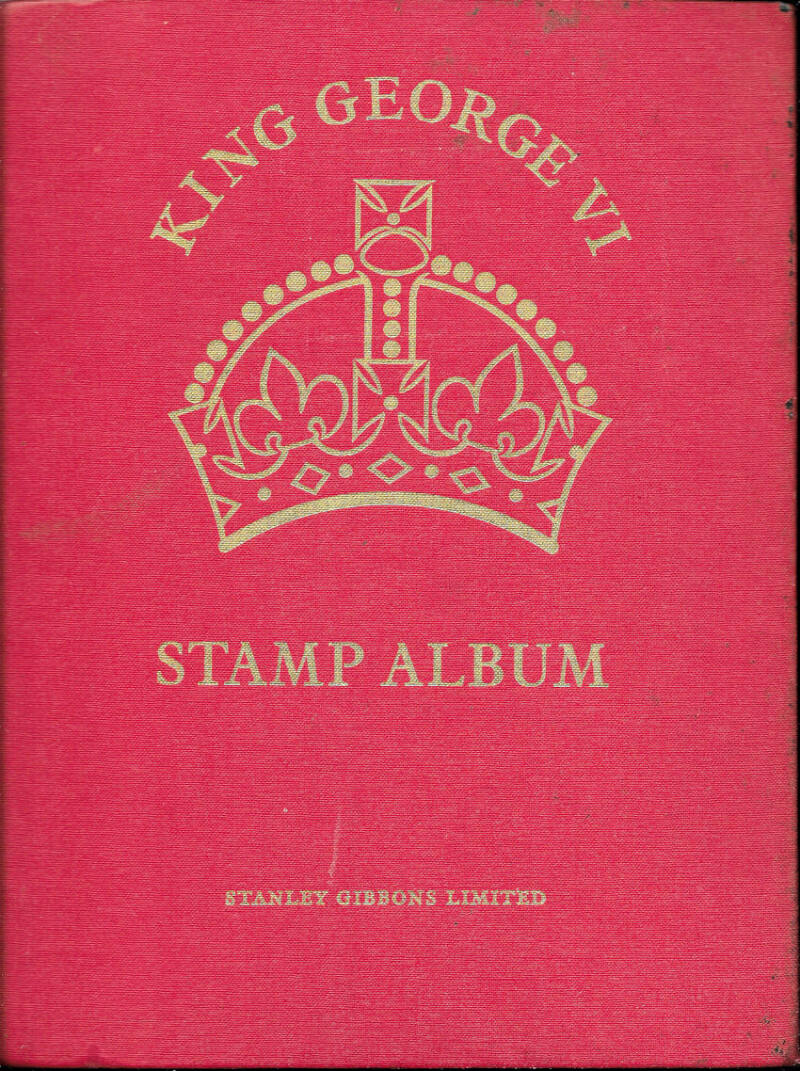 KING GEORGE VI
STAMP ALBUM
STANLEY GIBBONS LIMITED